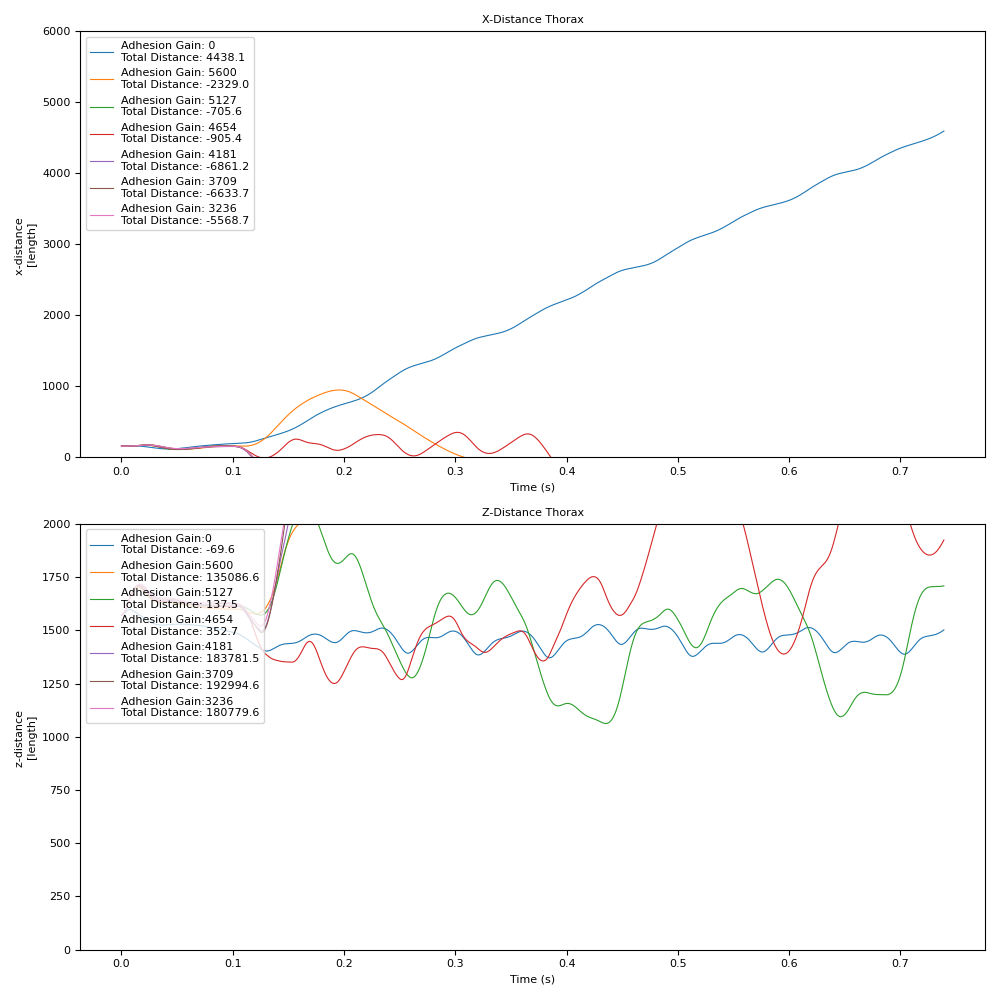 X-Distance Thorax
6000
5000
4000
3000
2000
1000
0
x-distance
[length]
Adhesion Gain: 0
Total Distance: 4438.1
Adhesion Gain: 5600
Total Distance: -2329.0
Adhesion Gain: 5127
Total Distance: -705.6
Adhesion Gain: 4654
Total Distance: -905.4
Adhesion Gain: 4181
Total Distance: -6861.2
Adhesion Gain: 3709
Total Distance: -6633.7
Adhesion Gain: 3236
Total Distance: -5568.7
0.0 0.1 0.2 0.3 0.4 0.5 0.6 0.7
Time (s)
Z-Distance Thorax
2000
1750
1500
1250
1000
750
500
250
0
z-distance
[length]
Adhesion Gain:0
Total Distance: -69.6
Adhesion Gain:5600
Total Distance: 135086.6
Adhesion Gain:5127
Total Distance: 137.5
Adhesion Gain:4654
Total Distance: 352.7
Adhesion Gain:4181
Total Distance: 183781.5
Adhesion Gain:3709
Total Distance: 192994.6
Adhesion Gain:3236
Total Distance: 180779.6
0.0 0.1 0.2 0.3 0.4 0.5 0.6 0.7
Time (s)